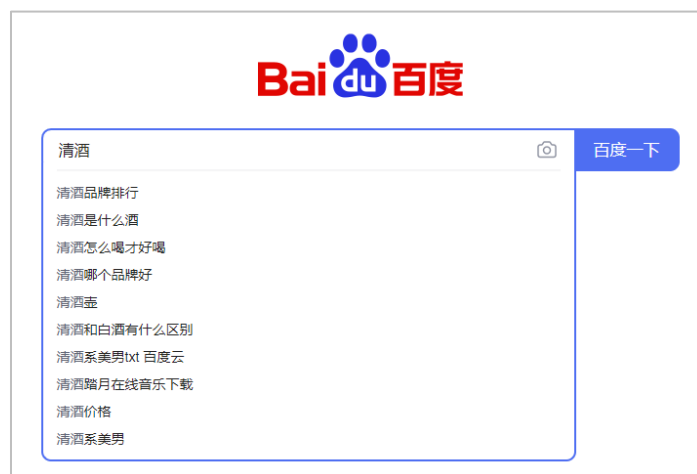 Bai du 百度
清酒 百度一下
清酒品牌排行
清酒是什么酒
清酒怎么喝才好喝
清酒哪个品牌好
清酒壶
清酒和白酒有什么区别
清酒系美男txt 百度云
清酒踏月在线音乐下载
清酒价格
清酒系美男